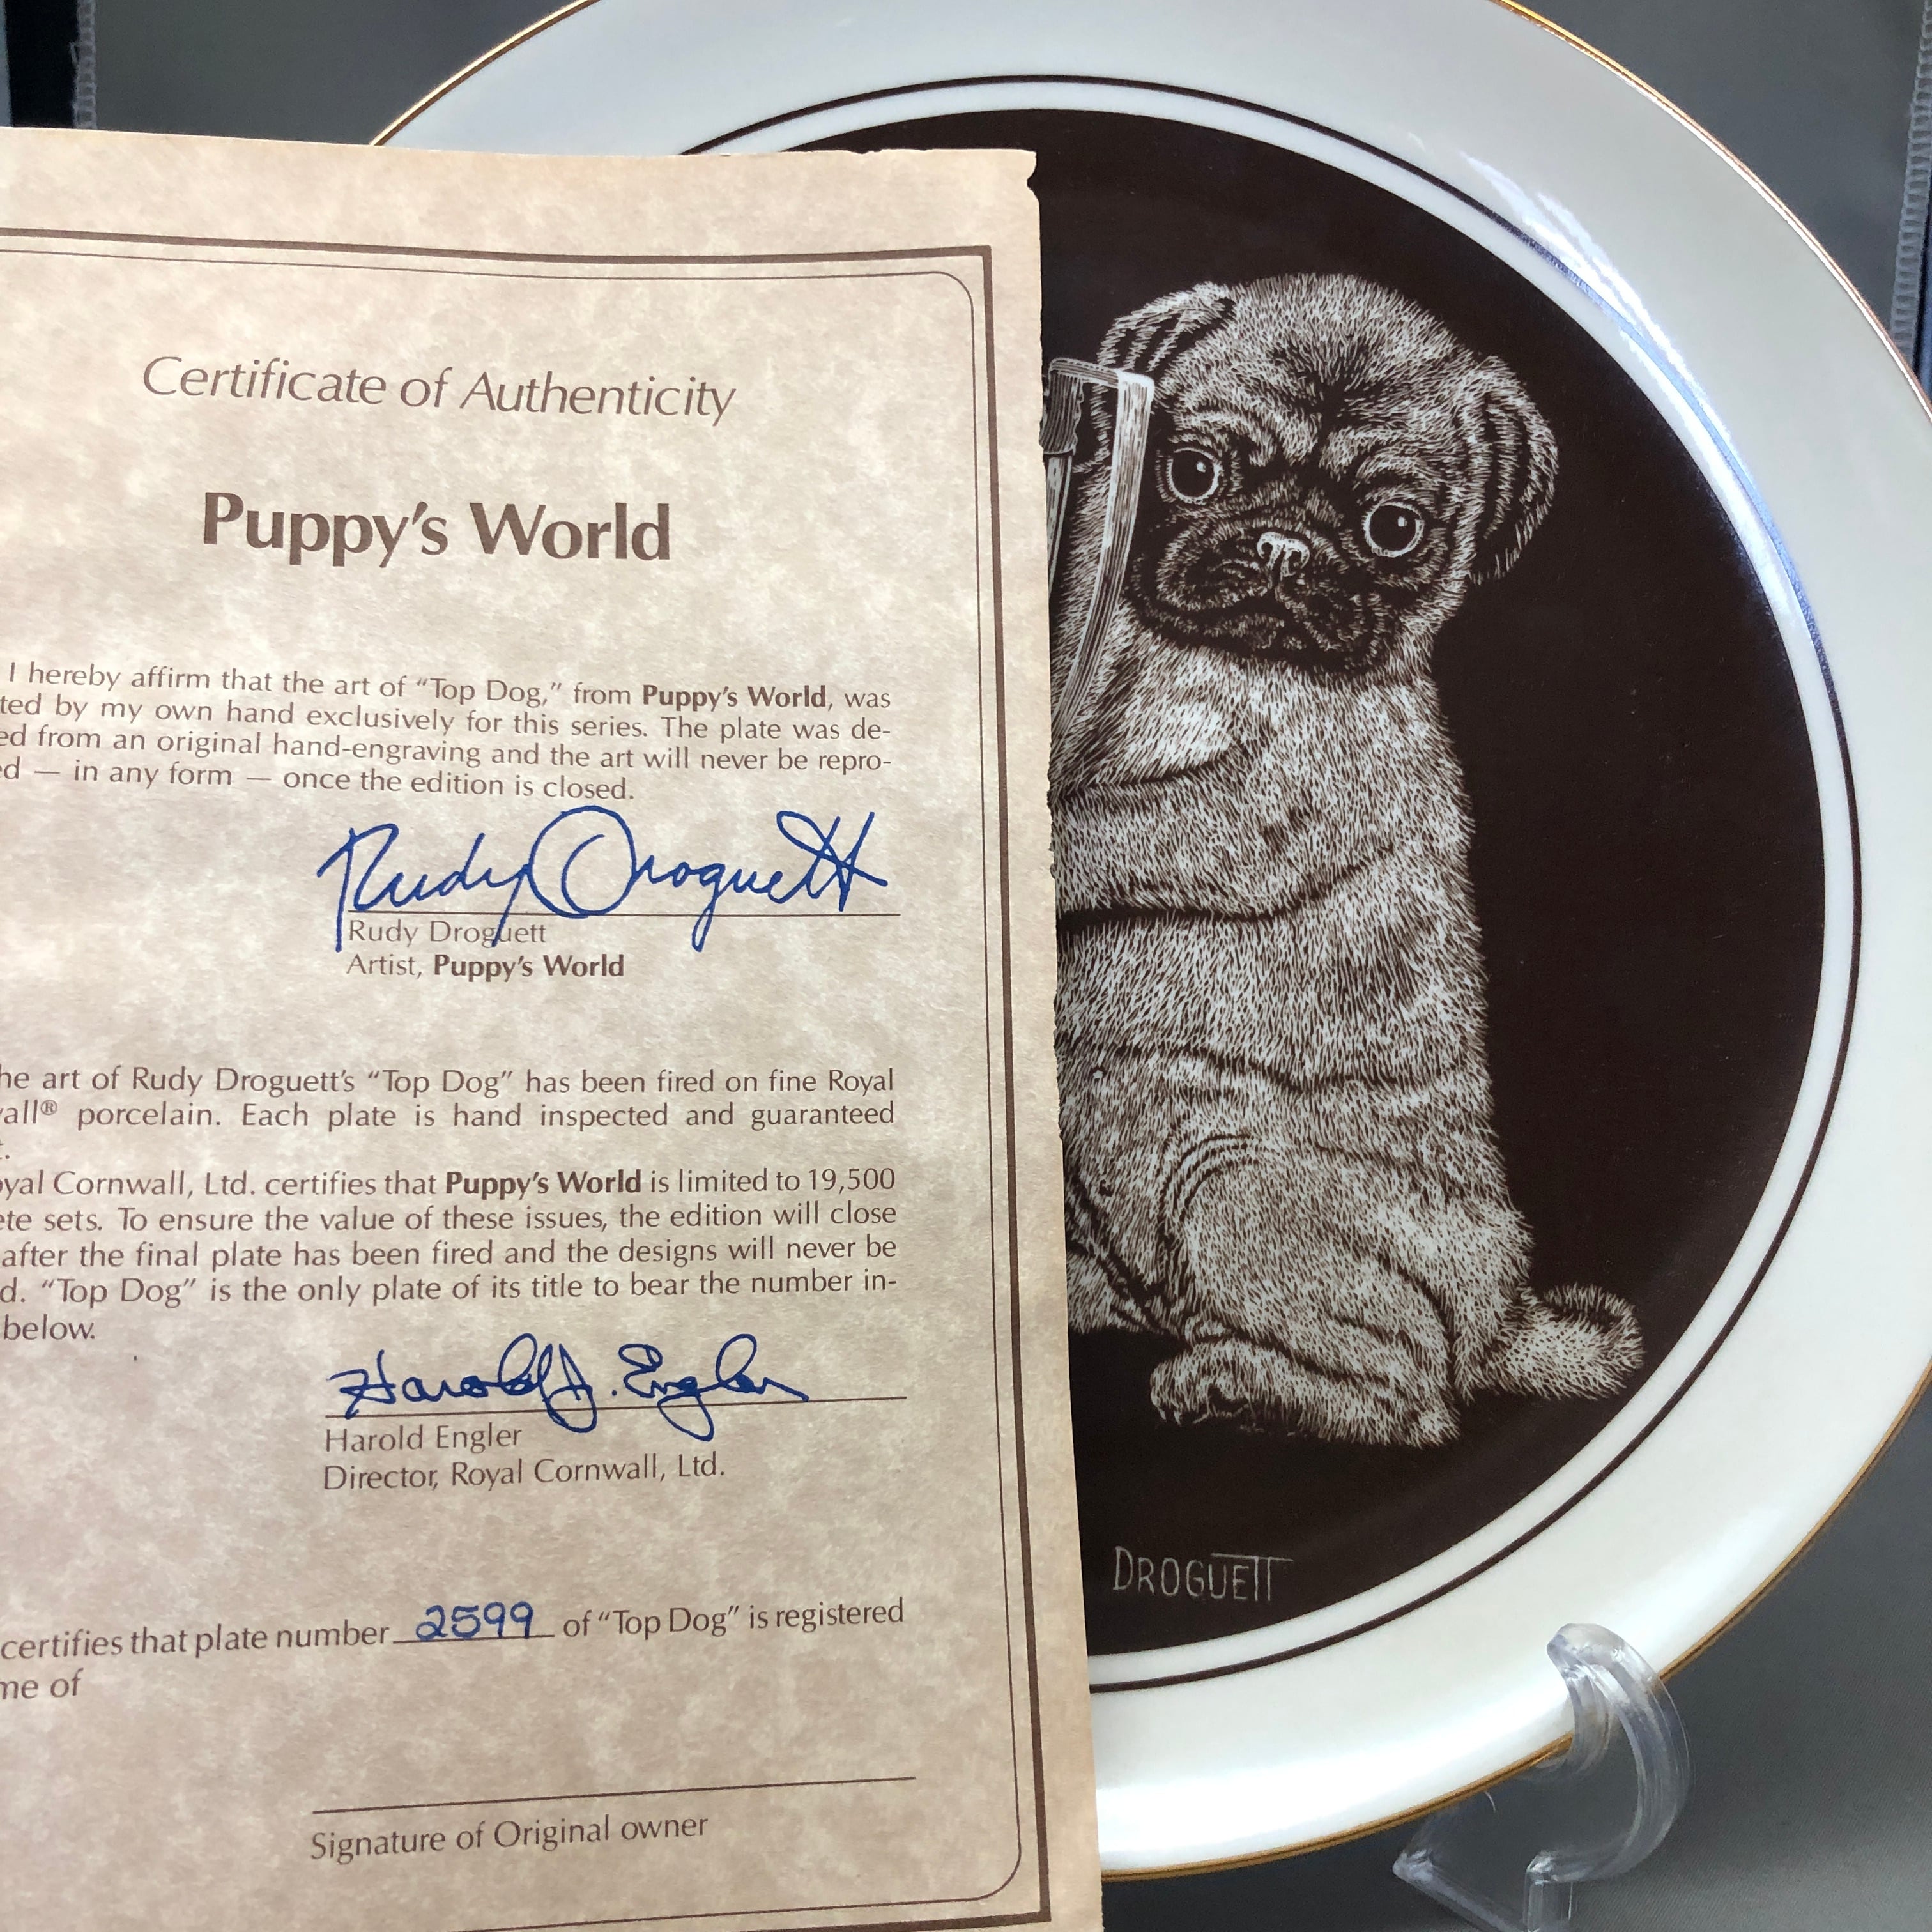 Certificate of Authenticity
Puppy's World
I hereby affirm that the art of "Top Dog," from Puppy's World, was
ted by my own hand exclusively for this series. The plate was de-
ed from an original hand-engraving and the art will never be repro-
d — in any form — once the edition is closed.
Rudy Droguett
Rudy Droguett
Artist, Puppy's World
he art of Rudy Droguett's "Top Dog" has been fired on fine Royal
all® porcelain. Each plate is hand inspected and guaranteed
oyal Cornwall, Ltd. certifies that Puppy's World is limited to 19,500
ete sets. To ensure the value of these issues, the edition will close
after the final plate has been fired and the designs will never be
d. "Top Dog" is the only plate of its title to bear the number in-
below.
Harold J. Engler
Harold Engler
Director, Royal Cornwall, Ltd.
certifies that plate number 2599 of "Top Dog" is registered
me of
Signature of Original owner
DROGUETT